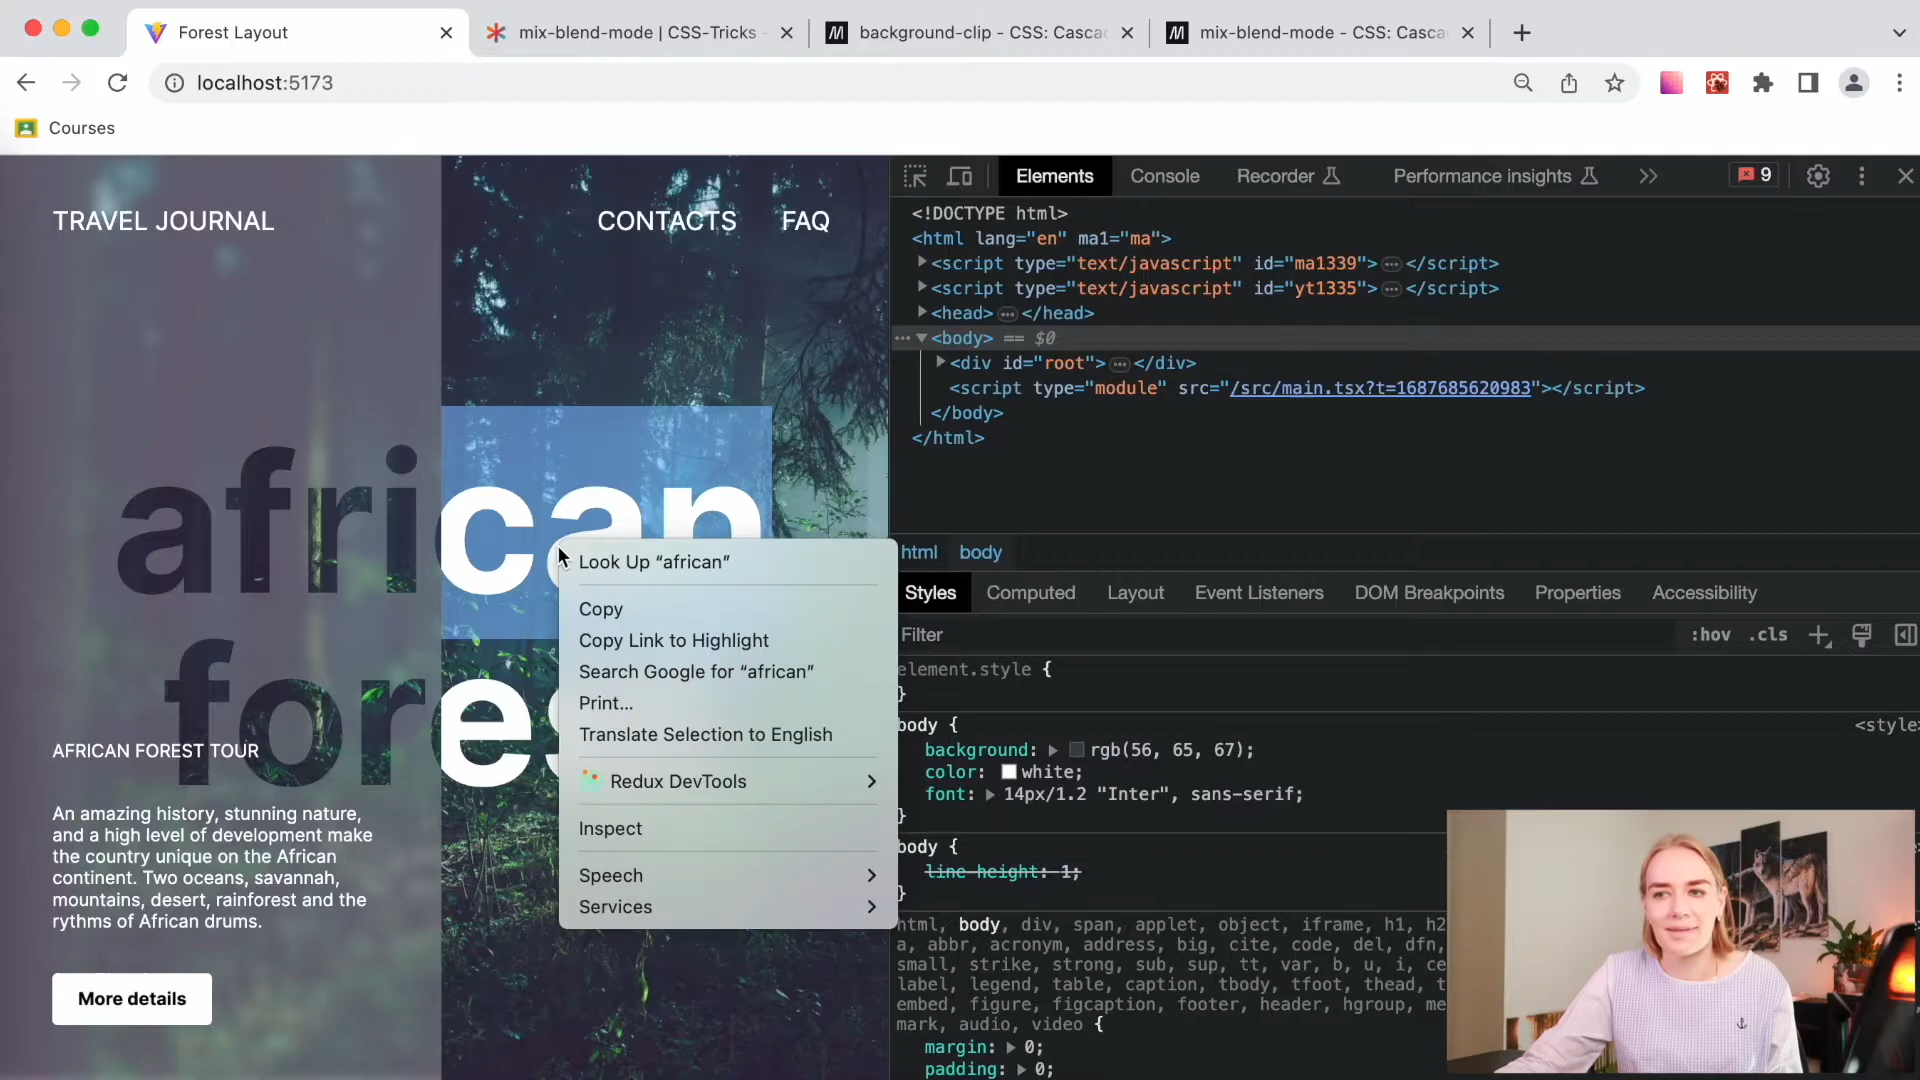 Forest Layout
mix-blend-mode | CSS-Tricks -
background-clip - CSS: Casca
mix-blend-mode - CSS: Casca
localhost:5173
Courses
TRAVEL JOURNAL
CONTACTS
FAQ
african
AFRICAN FOREST TOUR
An amazing history, stunning nature,
and a high level of development make
the country unique on the African
continent. Two oceans, savannah,
mountains, desert, rainforest and the
rythms of African drums.
More details
Look Up “african”
Copy
Copy Link to Highlight
Search Google for “african”
Print...
Translate Selection to English
Redux DevTools
Inspect
Speech
Services
Elements
Console
Recorder
Performance insights
9
<!DOCTYPE html>
<html lang="en" ma1="ma">
<script type="text/javascript" id="ma1339"> ... </script>
<script type="text/javascript" id="yt1335"> ... </script>
<head> ... </head>
... <body> == $0
<div id="root"> ... </div>
<script type="module" src="/src/main.tsx?t=1687685620983"></script>
</body>
</html>
html body
Styles
Computed
Layout
Event Listeners
DOM Breakpoints
Properties
Accessibility
Filter
:hov .cls
element.style {
}
body {
<style>
background: rgb(56, 65, 67);
color: white;
font: 14px/1.2 "Inter", sans-serif;
}
body {
line-height: 1;
}
html, body, div, span, applet, object, iframe, h1, h2
a, abbr, acronym, address, big, cite, code, del, dfn,
small, strike, strong, sub, sup, tt, var, b, u, i, ce
label, legend, table, caption, tbody, tfoot, thead, t
embed, figure, figcaption, footer, header, hgroup, me
mark, audio, video {
margin: 0;
padding: 0;